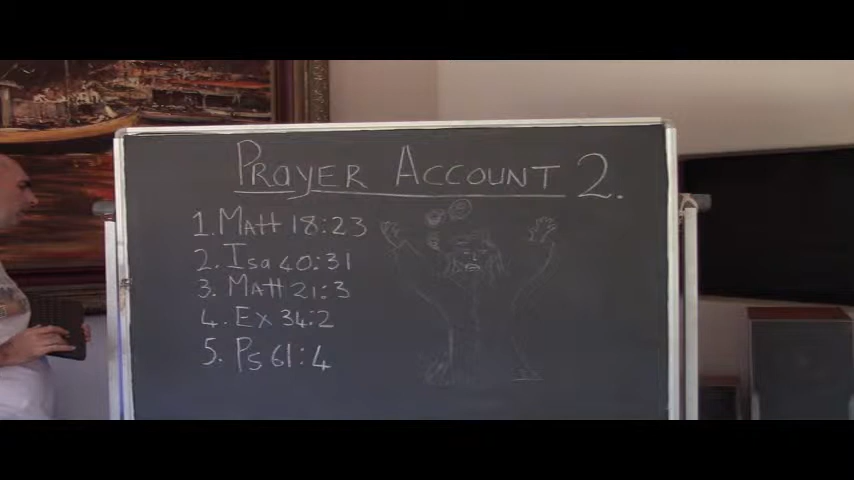 PRAYER ACCOUNT 2.
1. MATT 18:23
2. Isa 40:31
3. MATT 21:3
4. Ex 34:2
5. Ps 61:4